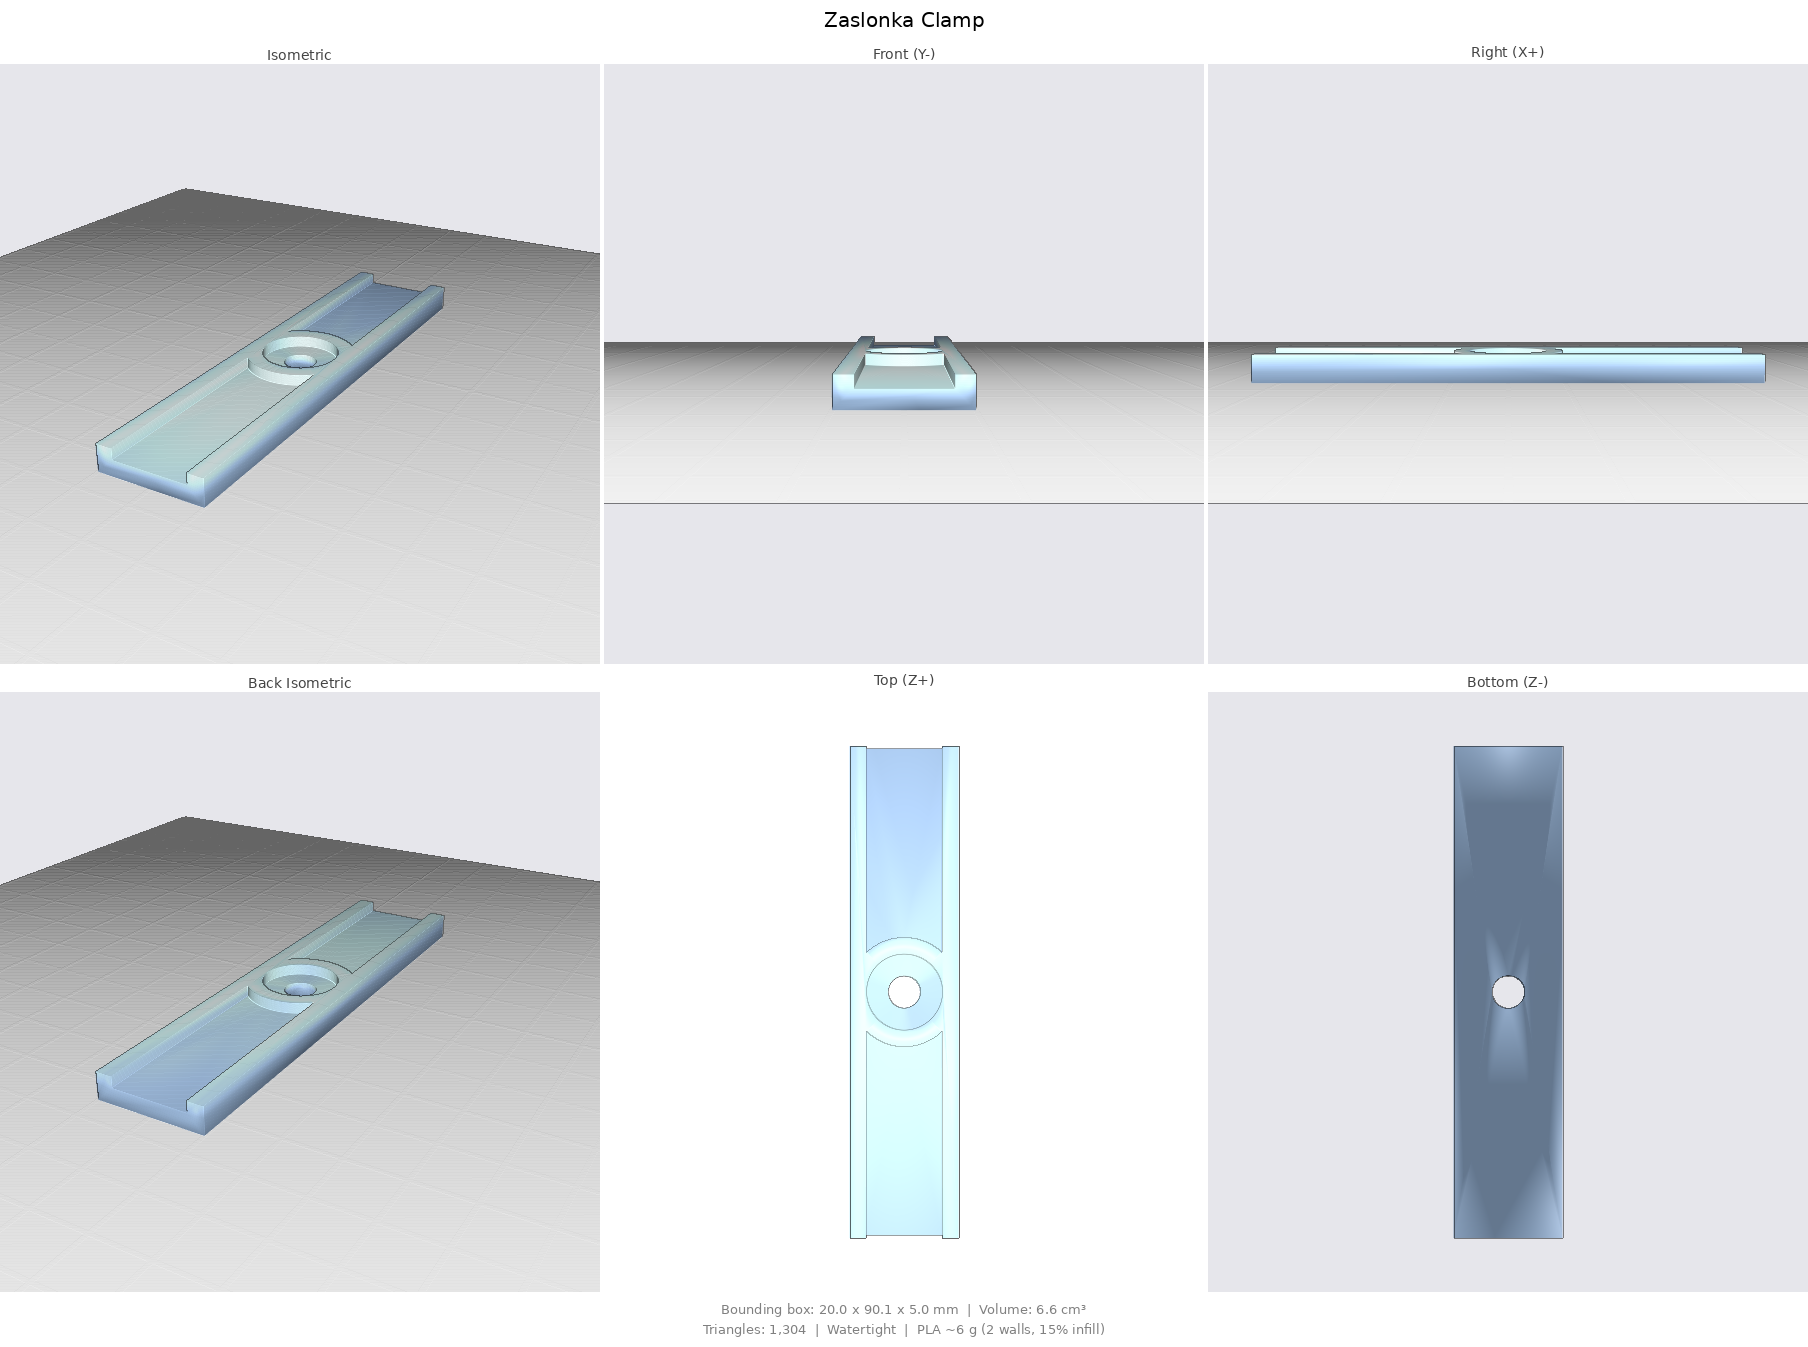 Zaslonka Clamp
Isometric
Front (Y-)
Right (X+)
Back Isometric
Top (Z+)
Bottom (Z-)
Bounding box: 20.0 x 90.1 x 5.0 mm | Volume: 6.6 cm³
Triangles: 1,304 | Watertight | PLA ~6 g (2 walls, 15% infill)